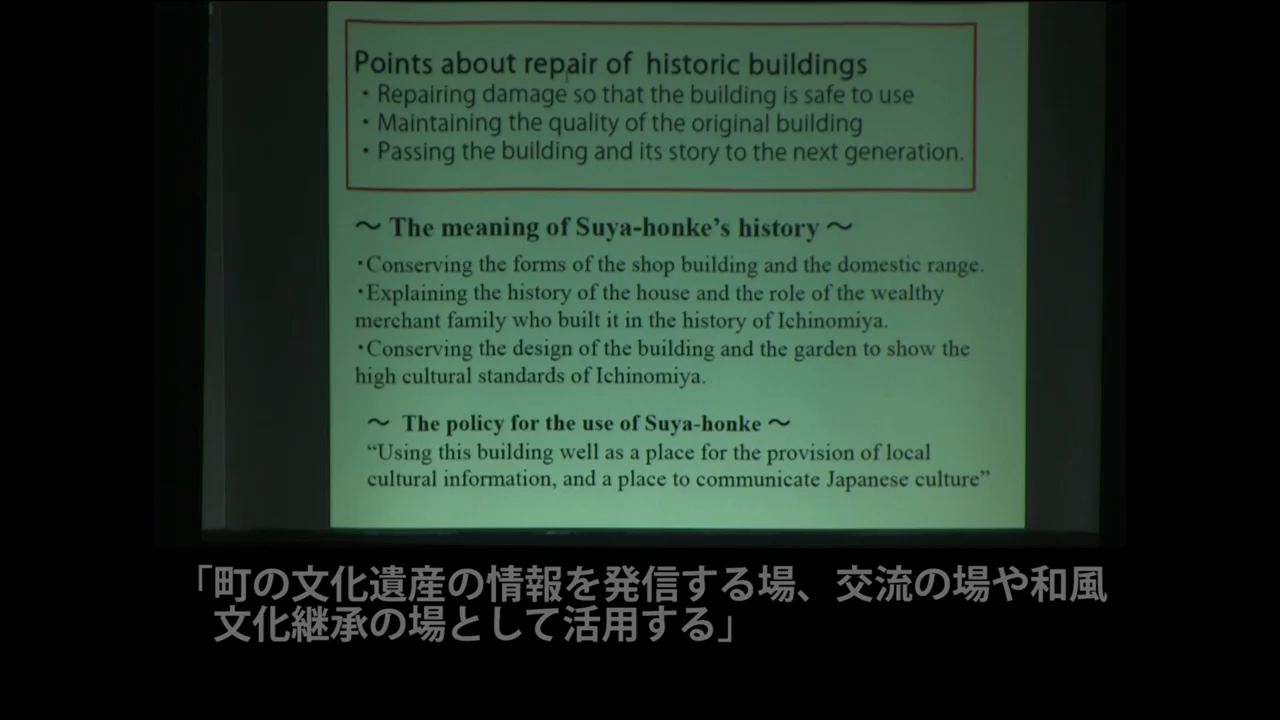 Points about repair of historic buildings
・Repairing damage so that the building is safe to use
・Maintaining the quality of the original building
・Passing the building and its story to the next generation.
～ The meaning of Suya-honke’s history ～
・Conserving the forms of the shop building and the domestic range.
・Explaining the history of the house and the role of the wealthy
merchant family who built it in the history of Ichinomiya.
・Conserving the design of the building and the garden to show the
high cultural standards of Ichinomiya.
～ The policy for the use of Suya-honke ～
“Using this building well as a place for the provision of local
cultural information, and a place to communicate Japanese culture”
「町の文化遺産の情報を発信する場、交流の場や和風
文化継承の場として活用する」